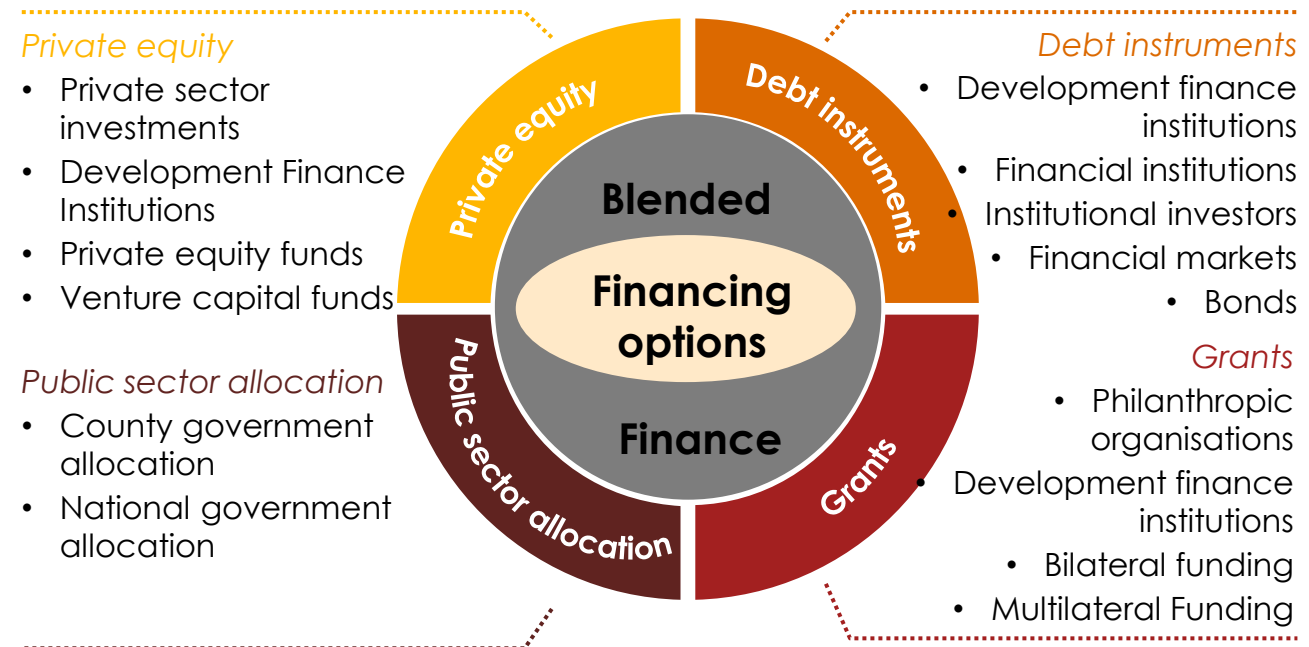 Private equity
• Private sector
investments
• Development Finance
Institutions
• Private equity funds
• Venture capital funds
Public sector allocation
• County government
allocation
• National government
allocation
Private equity
Debt instruments
Public sector allocation
Grants
Blended
Financing
options
Finance
Debt instruments
• Development finance
institutions
• Financial institutions
• Institutional investors
• Financial markets
• Bonds
Grants
• Philanthropic
organisations
• Development finance
institutions
• Bilateral funding
• Multilateral Funding